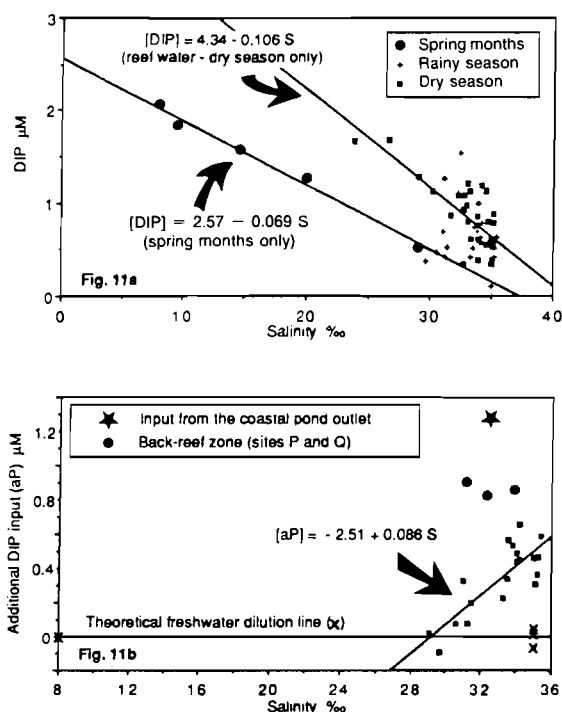 3
2
1
0
DIP µM
[DIP] = 4.34 - 0.106 S
(reef water - dry season only)
Spring months
Rainy season
Dry season
[DIP] = 2.57 – 0.069 S
(spring months only)
Fig. 11a
0 10 20 30 40
Salinity ‰
1.2
0.8
0.4
0
Additional DIP input (aP) µM
Input from the coastal pond outlet
Back-reef zone (sites P and Q)
[aP] = - 2.51 + 0.086 S
Theoretical freshwater dilution line (x)
Fig. 11b
8 12 16 20 24 28 32 36
Salinity ‰